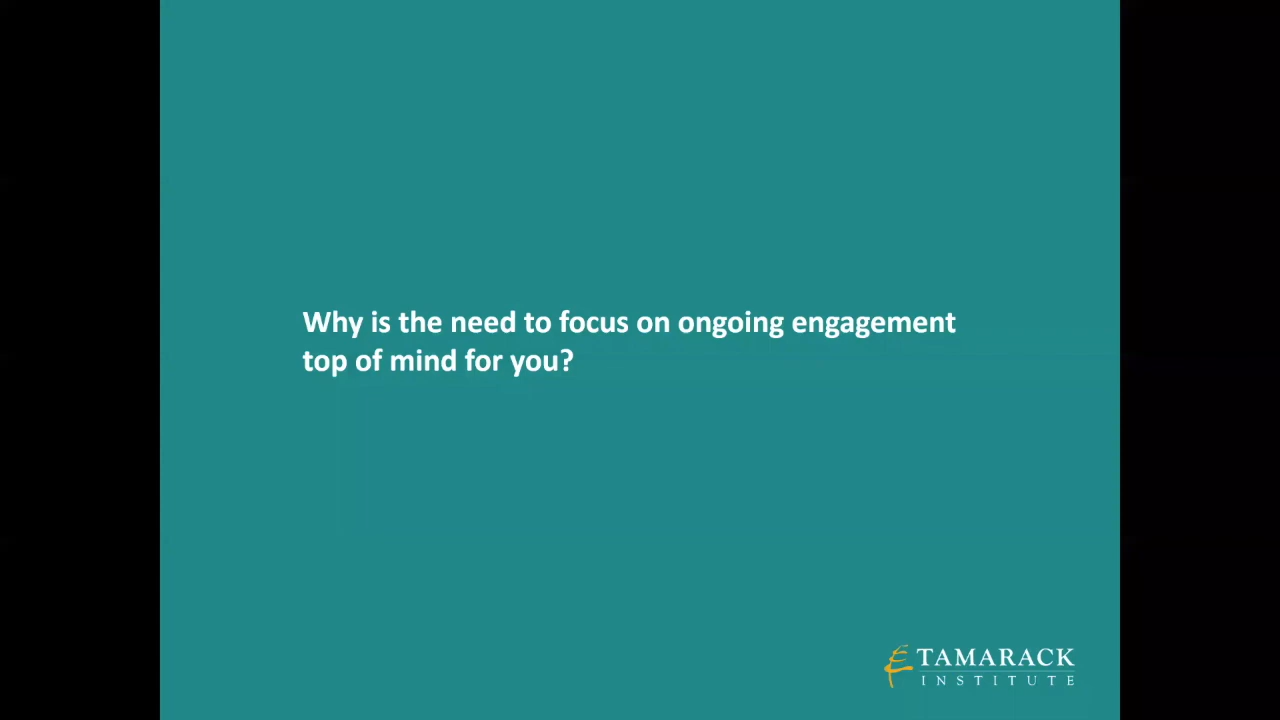 Why is the need to focus on ongoing engagement
top of mind for you?
TAMARACK
INSTITUTE